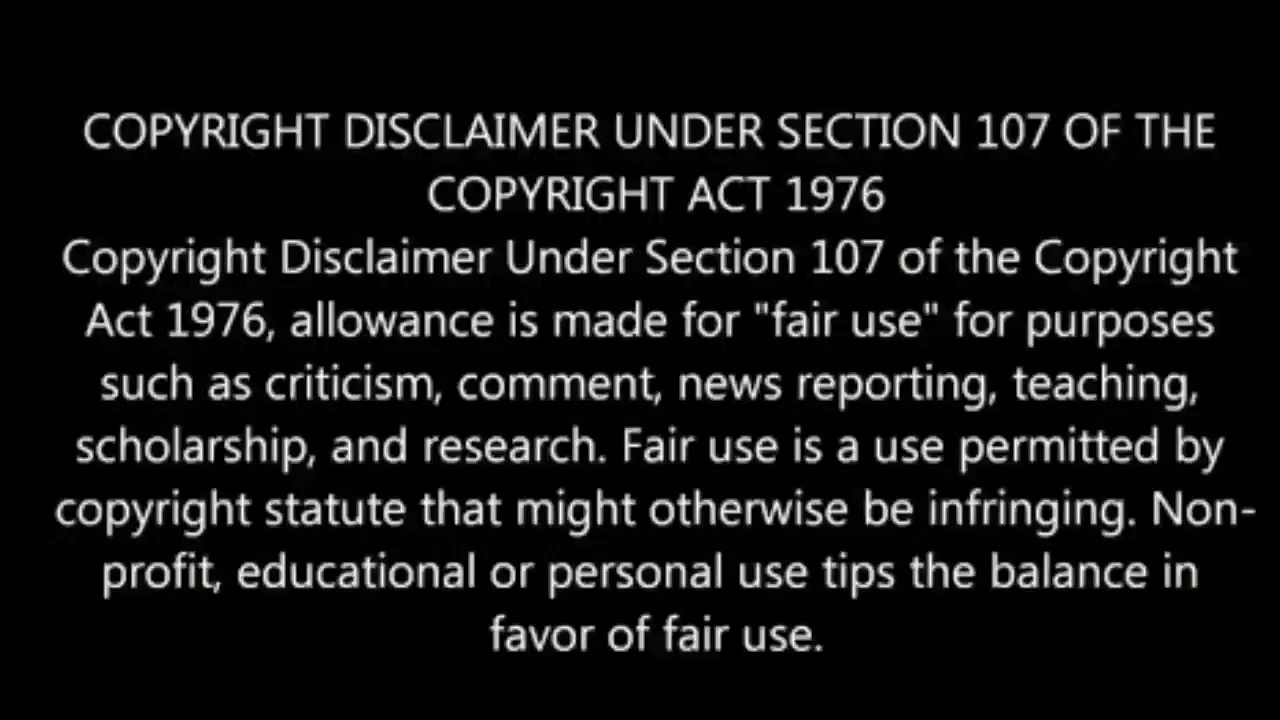 COPYRIGHT DISCLAIMER UNDER SECTION 107 OF THE
COPYRIGHT ACT 1976
Copyright Disclaimer Under Section 107 of the Copyright
Act 1976, allowance is made for "fair use" for purposes
such as criticism, comment, news reporting, teaching,
scholarship, and research. Fair use is a use permitted by
copyright statute that might otherwise be infringing. Non-
profit, educational or personal use tips the balance in
favor of fair use.